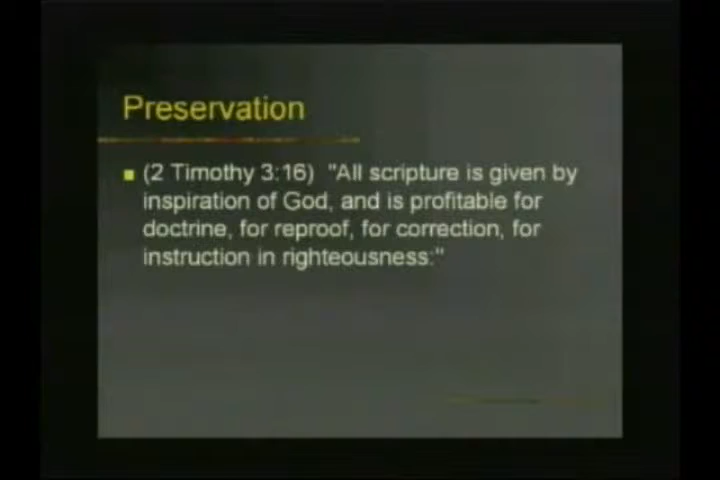 Preservation
(2 Timothy 3:16)  "All scripture is given by
inspiration of God, and is profitable for
doctrine, for reproof, for correction, for
instruction in righteousness:"